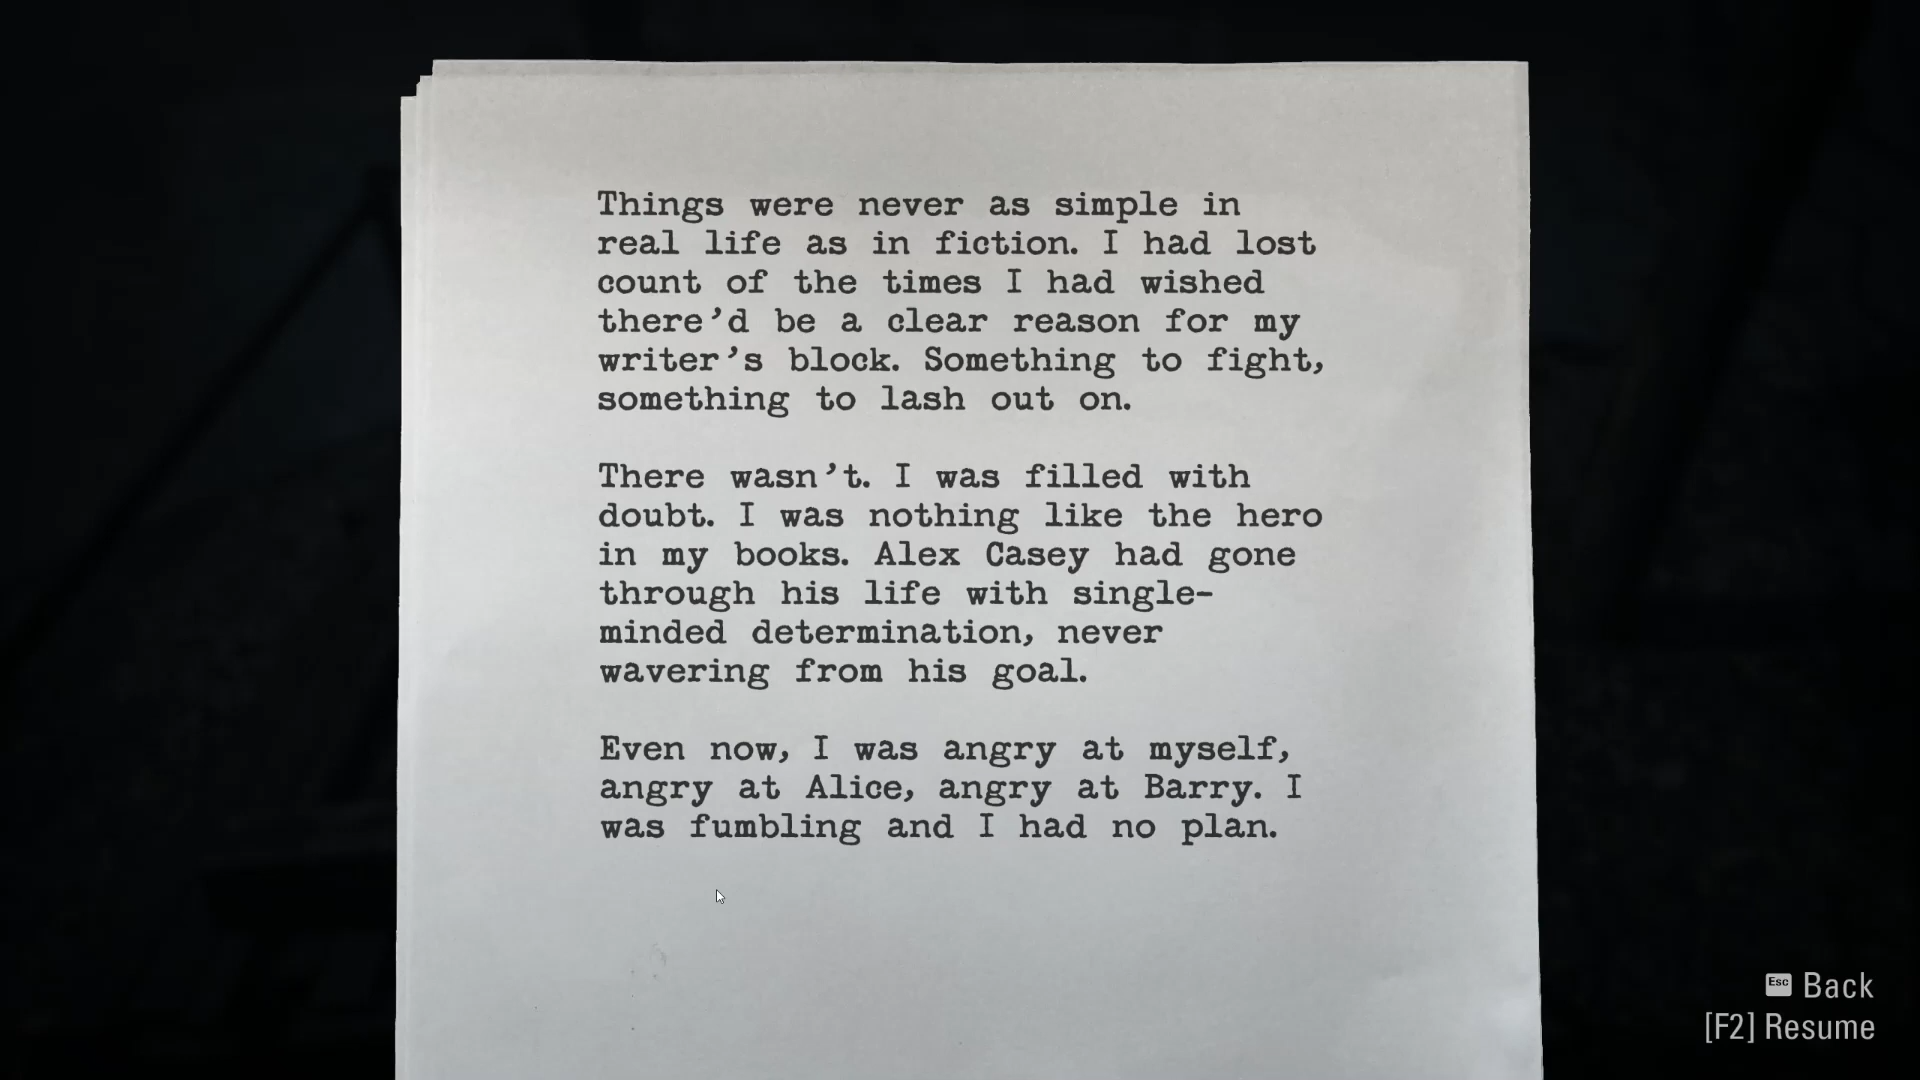 Things were never as simple in
real life as in fiction. I had lost
count of the times I had wished
there’d be a clear reason for my
writer’s block. Something to fight,
something to lash out on.
There wasn’t. I was filled with
doubt. I was nothing like the hero
in my books. Alex Casey had gone
through his life with single-
minded determination, never
wavering from his goal.
Even now, I was angry at myself,
angry at Alice, angry at Barry. I
was fumbling and I had no plan.
Esc Back
[F2] Resume